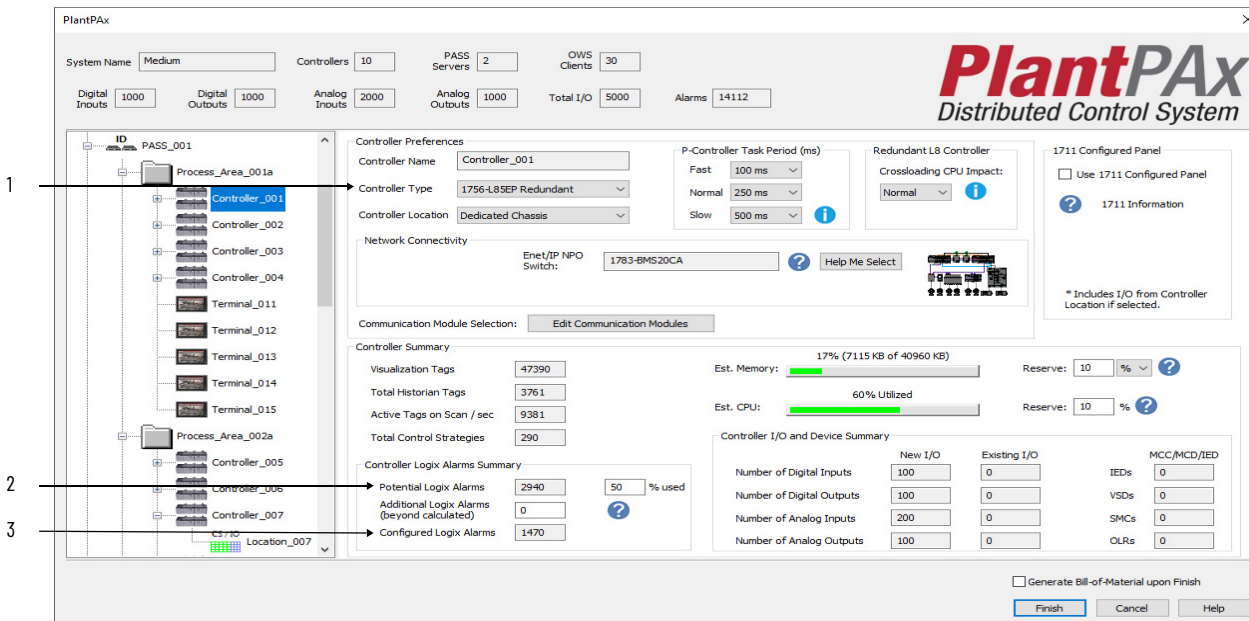 PlantPAx
System Name Medium Controllers 10 PASS Servers 2 OWS Clients 30
Digital Inputs 1000 Digital Outputs 1000 Analog Inputs 2000 Analog Outputs 1000 Total I/O 5000 Alarms 14112
PlantPAx
Distributed Control System
ID
PASS_001
Process_Area_001a
Controller_001
Controller_002
Controller_003
Controller_004
Terminal_011
Terminal_012
Terminal_013
Terminal_014
Terminal_015
Process_Area_002a
Controller_005
Controller_006
Controller_007
CS / IO
Location_007
1
2
3
Controller Preferences
Controller Name Controller_001
Controller Type 1756-L85EP Redundant
Controller Location Dedicated Chassis
P-Controller Task Period (ms)
Fast 100 ms
Normal 250 ms
Slow 500 ms
Redundant L8 Controller
Crossloading CPU Impact:
Normal
1711 Configured Panel
Use 1711 Configured Panel
1711 Information
* Includes I/O from Controller
Location if selected.
Network Connectivity
Enet/IP NPO
Switch:
1783-BMS20CA
Help Me Select
Communication Module Selection: Edit Communication Modules
Controller Summary
Visualization Tags 47390
Total Historian Tags 3761
Active Tags on Scan / sec 9381
Total Control Strategies 290
17% (7115 KB of 40960 KB)
Est. Memory: Reserve: 10 %
60% Utilized
Est. CPU: Reserve: 10 %
Controller Logix Alarms Summary
Potential Logix Alarms 2940 50 % used
Additional Logix Alarms
(beyond calculated)
0
Configured Logix Alarms 1470
Controller I/O and Device Summary
New I/O Existing I/O MCC/MCD/IED
Number of Digital Inputs 100 0 IEDs 0
Number of Digital Outputs 100 0 VSDs 0
Number of Analog Inputs 200 0 SMCs 0
Number of Analog Outputs 100 0 OLRs 0
Generate Bill-of-Material upon Finish
Finish Cancel Help